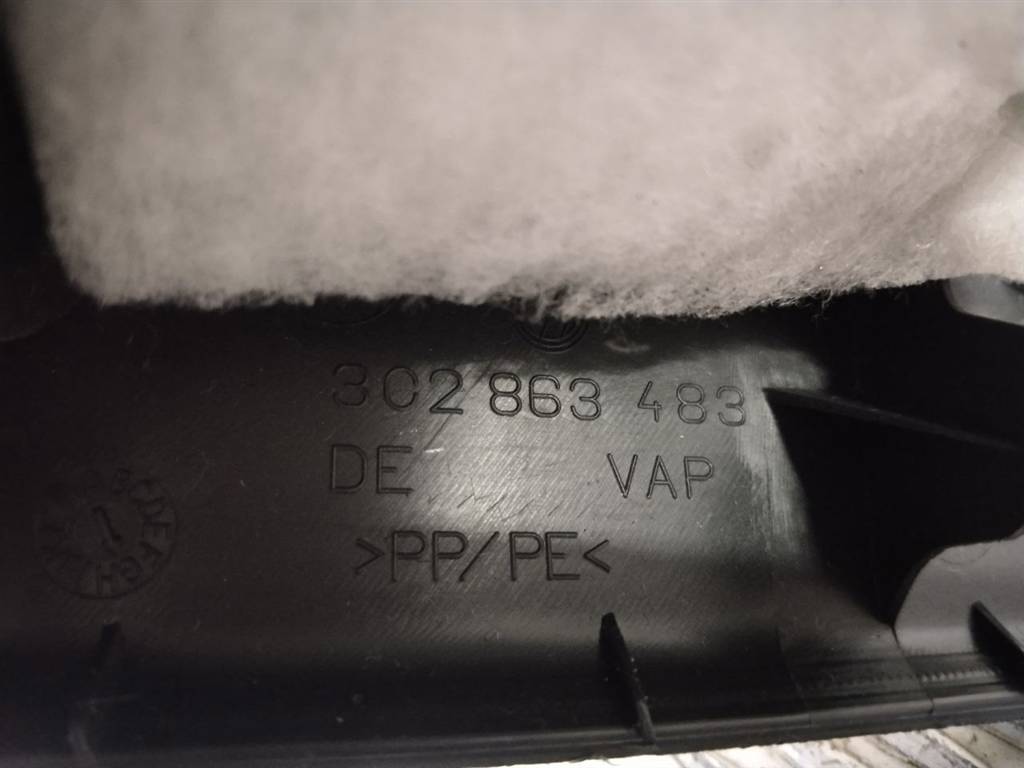 3C2 863 483
DE VAP
>PP/PE<